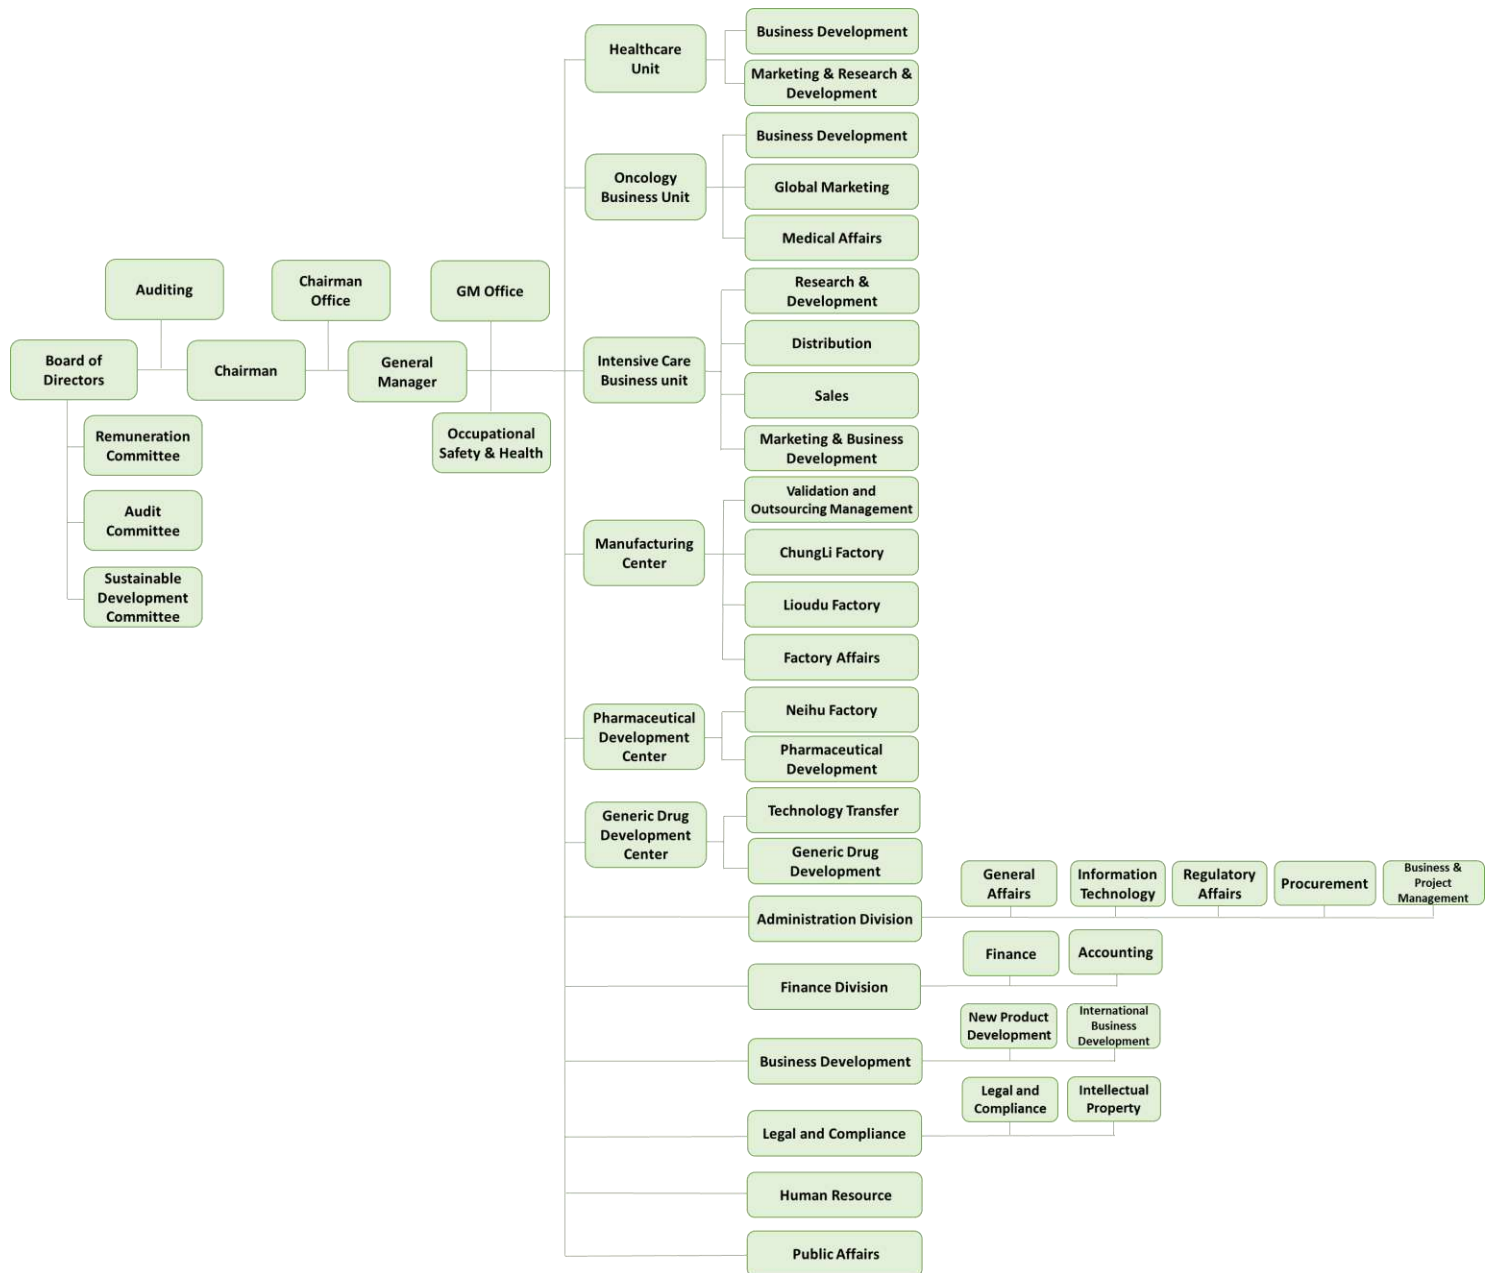 Board of
Directors
Auditing
Remuneration
Committee
Audit
Committee
Sustainable
Development
Committee
Chairman
Chairman
Office
General
Manager
GM Office
Occupational
Safety & Health
Healthcare
Unit
Business Development
Marketing & Research &
Development
Oncology
Business Unit
Business Development
Global Marketing
Medical Affairs
Intensive Care
Business unit
Research &
Development
Distribution
Sales
Marketing & Business
Development
Manufacturing
Center
Validation and
Outsourcing Management
ChungLi Factory
Lioudu Factory
Factory Affairs
Pharmaceutical
Development
Center
Neihu Factory
Pharmaceutical
Development
Generic Drug
Development
Center
Technology Transfer
Generic Drug
Development
Administration Division
General
Affairs
Information
Technology
Regulatory
Affairs
Procurement
Business &
Project
Management
Finance Division
Finance
Accounting
Business Development
New Product
Development
International
Business
Development
Legal and Compliance
Legal and
Compliance
Intellectual
Property
Human Resource
Public Affairs